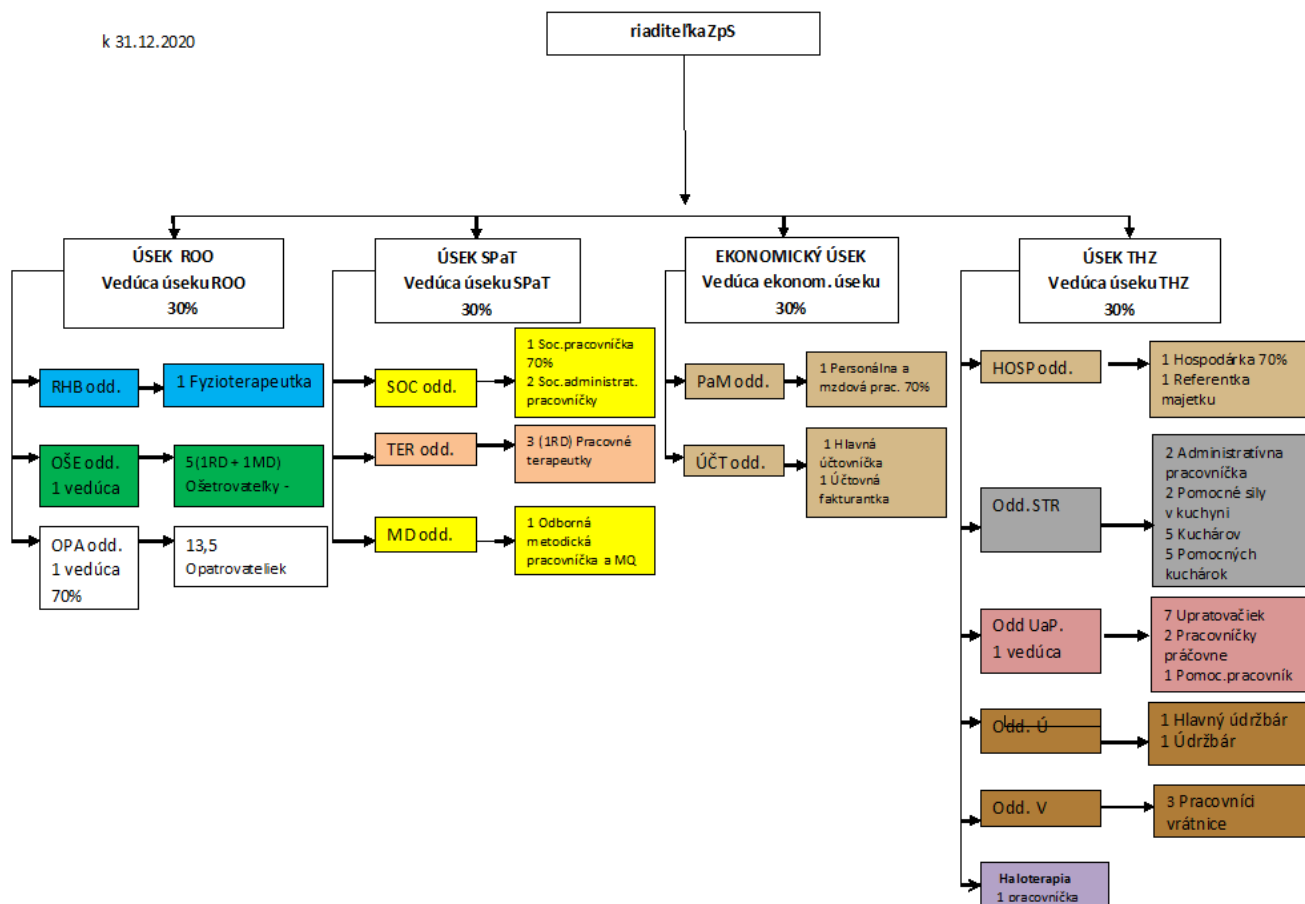 k 31.12.2020
riaditeľka ZpS
ÚSEK ROO
Vedúca úseku ROO
30%
ÚSEK SPaT
Vedúca úseku SPaT
30%
EKONOMICKÝ ÚSEK
Vedúca ekonom. úseku
30%
ÚSEK THZ
Vedúca úseku THZ
30%
RHB odd.
1 Fyzioterapeutka
OŠE odd.
1 vedúca
5 (1RD + 1MD)
Ošetrovateľky -
OPA odd.
1 vedúca
70%
13,5
Opatrovateliek
SOC odd.
1 Soc.pracovníčka
70%
2 Soc.administrat.
pracovníčky
TER odd.
3 (1RD) Pracovné
terapeutky
MD odd.
1 Odborná
metodická
pracovníčka a MQ
PaM odd.
1 Personálna a
mzdová prac. 70%
ÚČT odd.
1 Hlavná
účtovníčka
1 Účtovná
fakturantka
HOSP odd.
1 Hospodárka 70%
1 Referentka
majetku
Odd. STR
2 Administratívna
pracovníčka
2 Pomocné sily
v kuchyni
5 Kuchárov
5 Pomocných
kuchárok
Odd UaP.
1 vedúca
7 Upratovačiek
2 Pracovníčky
práčovne
1 Pomoc.pracovník
Odd. Ú
1 Hlavný údržbár
1 Údržbár
Odd. V
3 Pracovníci
vrátnice
Haloterapia
1 pracovníčka